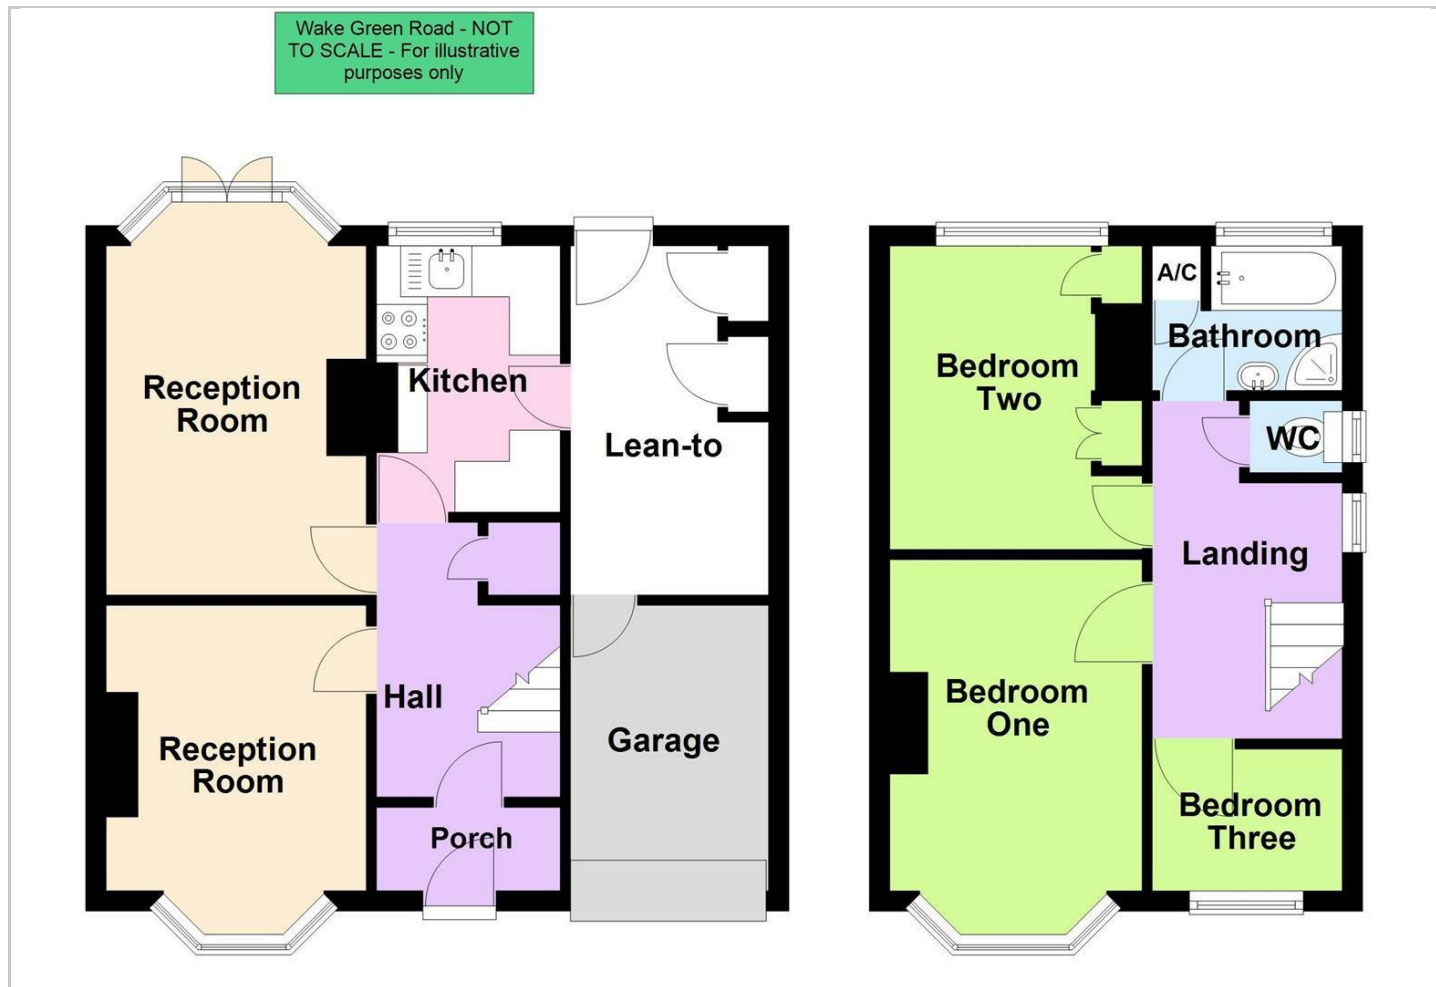 Wake Green Road - NOT
TO SCALE - For illustrative
purposes only
Reception
Room
Kitchen
Lean-to
Hall
Reception
Room
Garage
Porch
A/C
Bathroom
Bedroom
Two
WC
Landing
Bedroom
One
Bedroom
Three